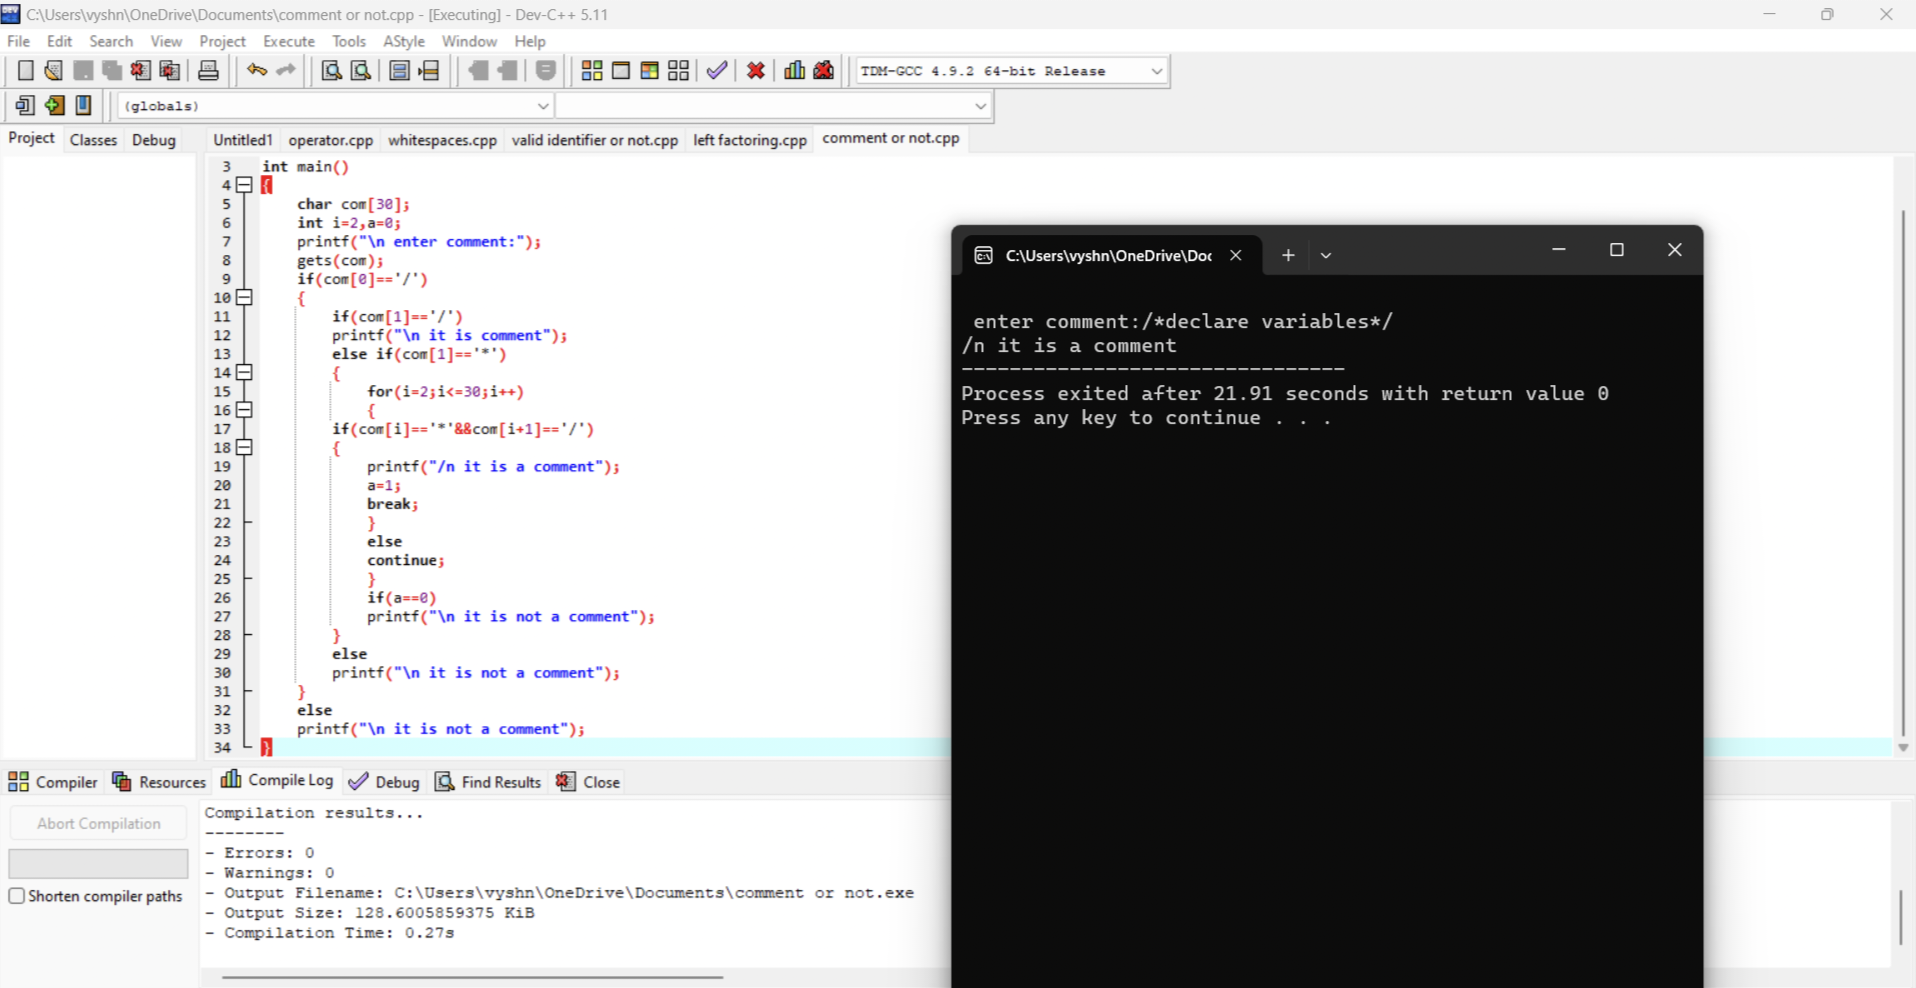 C:\Users\vyshn\OneDrive\Documents\comment or not.cpp - [Executing] - Dev-C++ 5.11
File Edit Search View Project Execute Tools AStyle Window Help
TDM-GCC 4.9.2 64-bit Release
(globals)
Project Classes Debug
Untitled1 operator.cpp whitespaces.cpp valid identifier or not.cpp left factoring.cpp comment or not.cpp
3 int main()
4 {
5 char com[30];
6 int i=2,a=0;
7 printf("\n enter comment:");
8 gets(com);
9 if(com[0]=='/')
10 {
11 if(com[1]=='/')
12 printf("\n it is comment");
13 else if(com[1]=='*')
14 {
15 for(i=2;i<=30;i++)
16 {
17 if(com[i]=='*'&&com[i+1]=='/')
18 {
19 printf("/n it is a comment");
20 a=1;
21 break;
22 }
23 else
24 continue;
25 }
26 if(a==0)
27 printf("\n it is not a comment");
28 }
29 else
30 printf("\n it is not a comment");
31 }
32 else
33 printf("\n it is not a comment");
34 }
C:\Users\vyshn\OneDrive\Doc
enter comment:/*declare variables*/
/n it is a comment
--------------------------------
Process exited after 21.91 seconds with return value 0
Press any key to continue . . .
Compiler Resources Compile Log Debug Find Results Close
Abort Compilation
Shorten compiler paths
Compilation results...
--------
- Errors: 0
- Warnings: 0
- Output Filename: C:\Users\vyshn\OneDrive\Documents\comment or not.exe
- Output Size: 128.6005859375 KiB
- Compilation Time: 0.27s